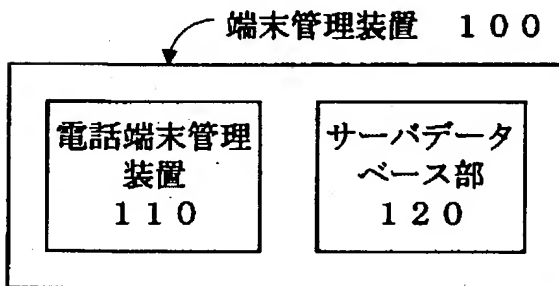 端末管理装置　１００
電話端末管理
装置
１１０
サーバデータ
ベース部
１２０